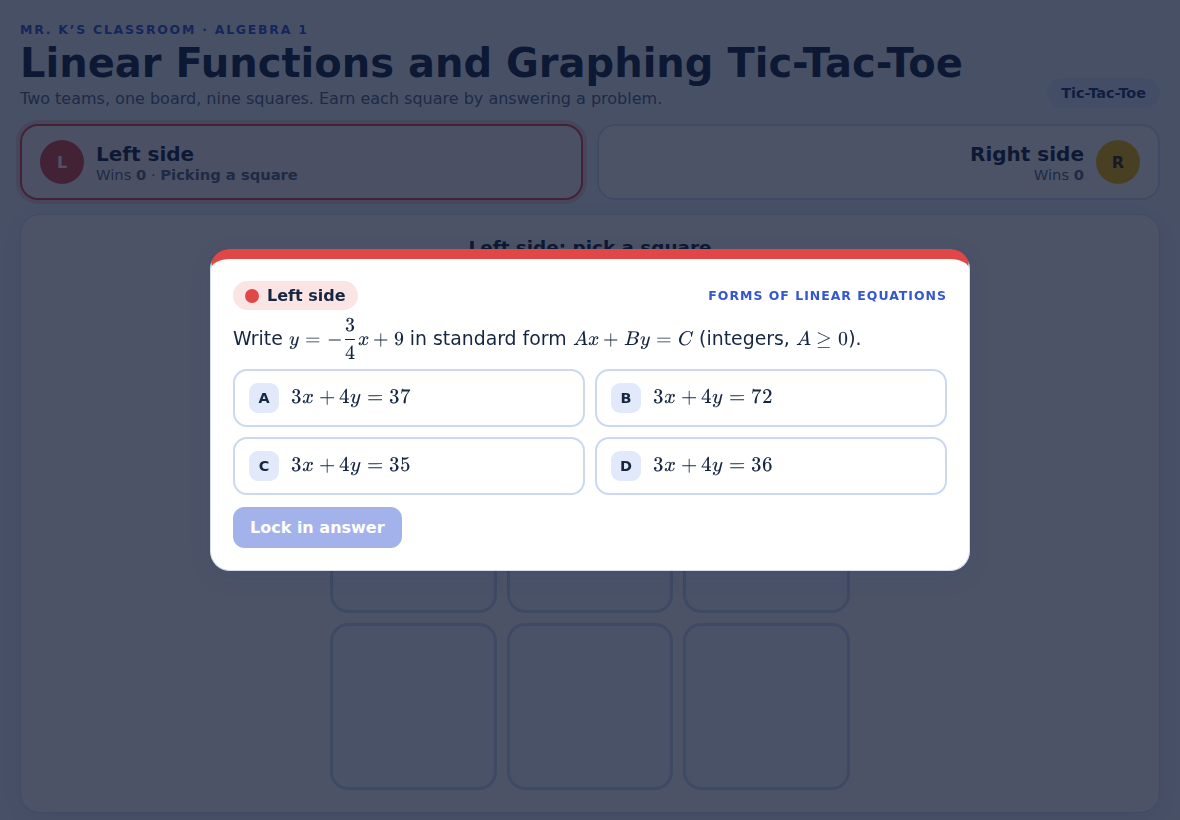 MR. K'S CLASSROOM · ALGEBRA 1
Linear Functions and Graphing Tic-Tac-Toe
Two teams, one board, nine squares. Earn each square by answering a problem.
Tic-Tac-Toe
L
Left side
Wins 0 · Picking a square
Right side
Wins 0
R
Left side: pick a square
Left side
FORMS OF LINEAR EQUATIONS
Write y = −3/4 x + 9 in standard form Ax + By = C (integers, A ≥ 0).
A 3x + 4y = 37
B 3x + 4y = 72
C 3x + 4y = 35
D 3x + 4y = 36
Lock in answer